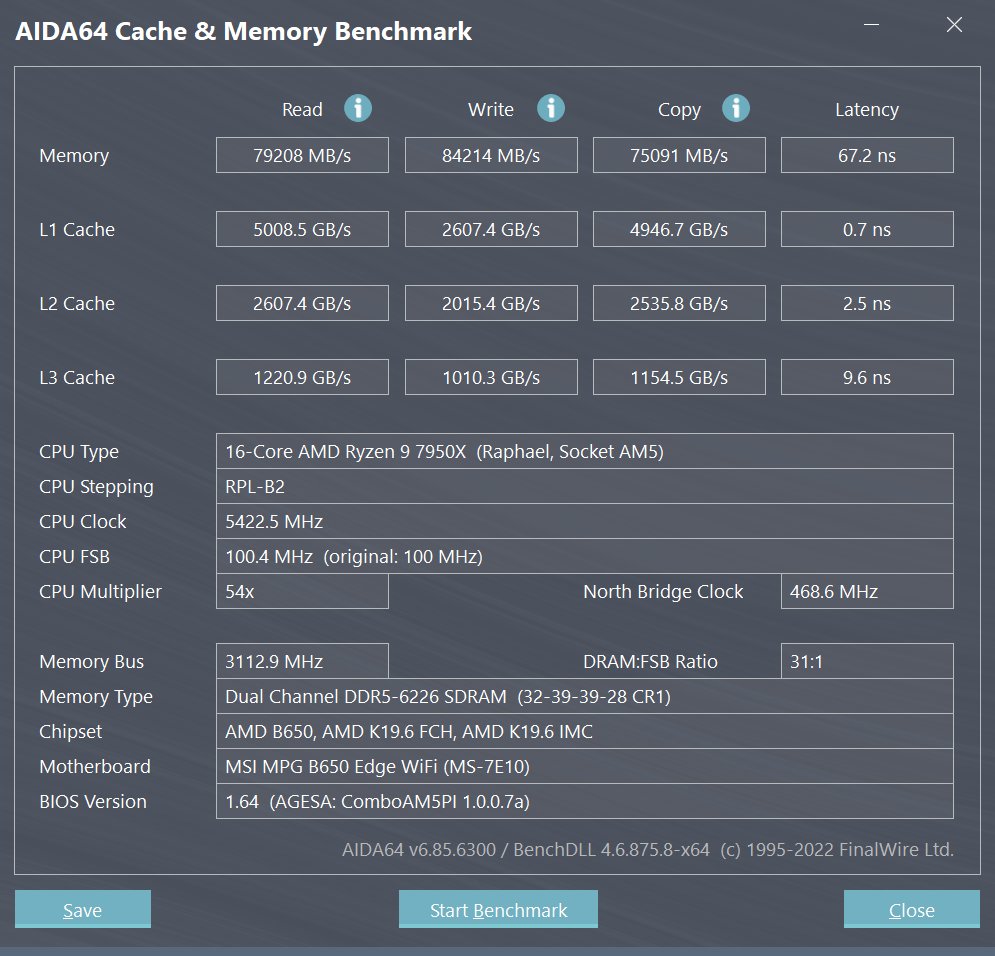 AIDA64 Cache & Memory Benchmark
Read Write Copy Latency
Memory 79208 MB/s 84214 MB/s 75091 MB/s 67.2 ns
L1 Cache 5008.5 GB/s 2607.4 GB/s 4946.7 GB/s 0.7 ns
L2 Cache 2607.4 GB/s 2015.4 GB/s 2535.8 GB/s 2.5 ns
L3 Cache 1220.9 GB/s 1010.3 GB/s 1154.5 GB/s 9.6 ns
CPU Type 16-Core AMD Ryzen 9 7950X (Raphael, Socket AM5)
CPU Stepping RPL-B2
CPU Clock 5422.5 MHz
CPU FSB 100.4 MHz (original: 100 MHz)
CPU Multiplier 54x North Bridge Clock 468.6 MHz
Memory Bus 3112.9 MHz DRAM:FSB Ratio 31:1
Memory Type Dual Channel DDR5-6226 SDRAM (32-39-39-28 CR1)
Chipset AMD B650, AMD K19.6 FCH, AMD K19.6 IMC
Motherboard MSI MPG B650 Edge WiFi (MS-7E10)
BIOS Version 1.64 (AGESA: ComboAM5PI 1.0.0.7a)
AIDA64 v6.85.6300 / BenchDLL 4.6.875.8-x64 (c) 1995-2022 FinalWire Ltd.
Save Start Benchmark Close